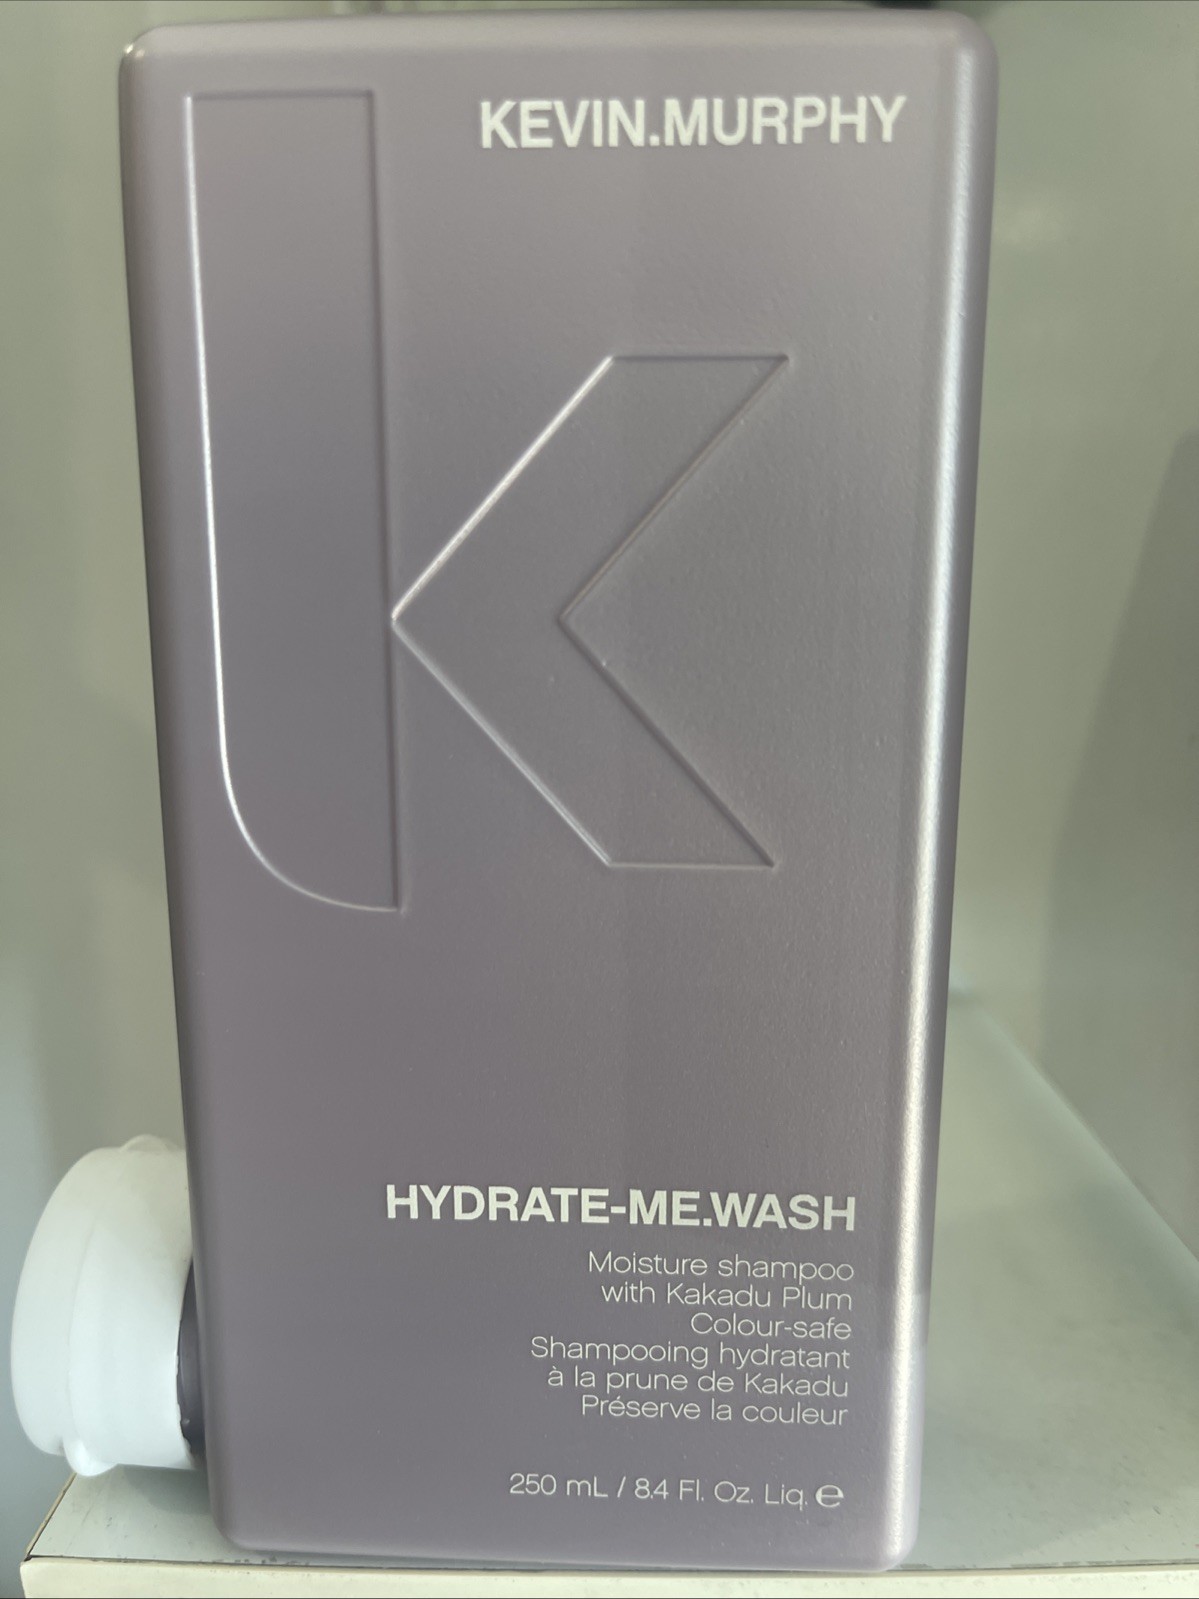 KEVIN.MURPHY
HYDRATE-ME.WASH
Moisture shampoo
with Kakadu Plum
Colour-safe
Shampooing hydratant
à la prune de Kakadu
Préserve la couleur
250 mL / 8.4 Fl. Oz. Liq. ℮